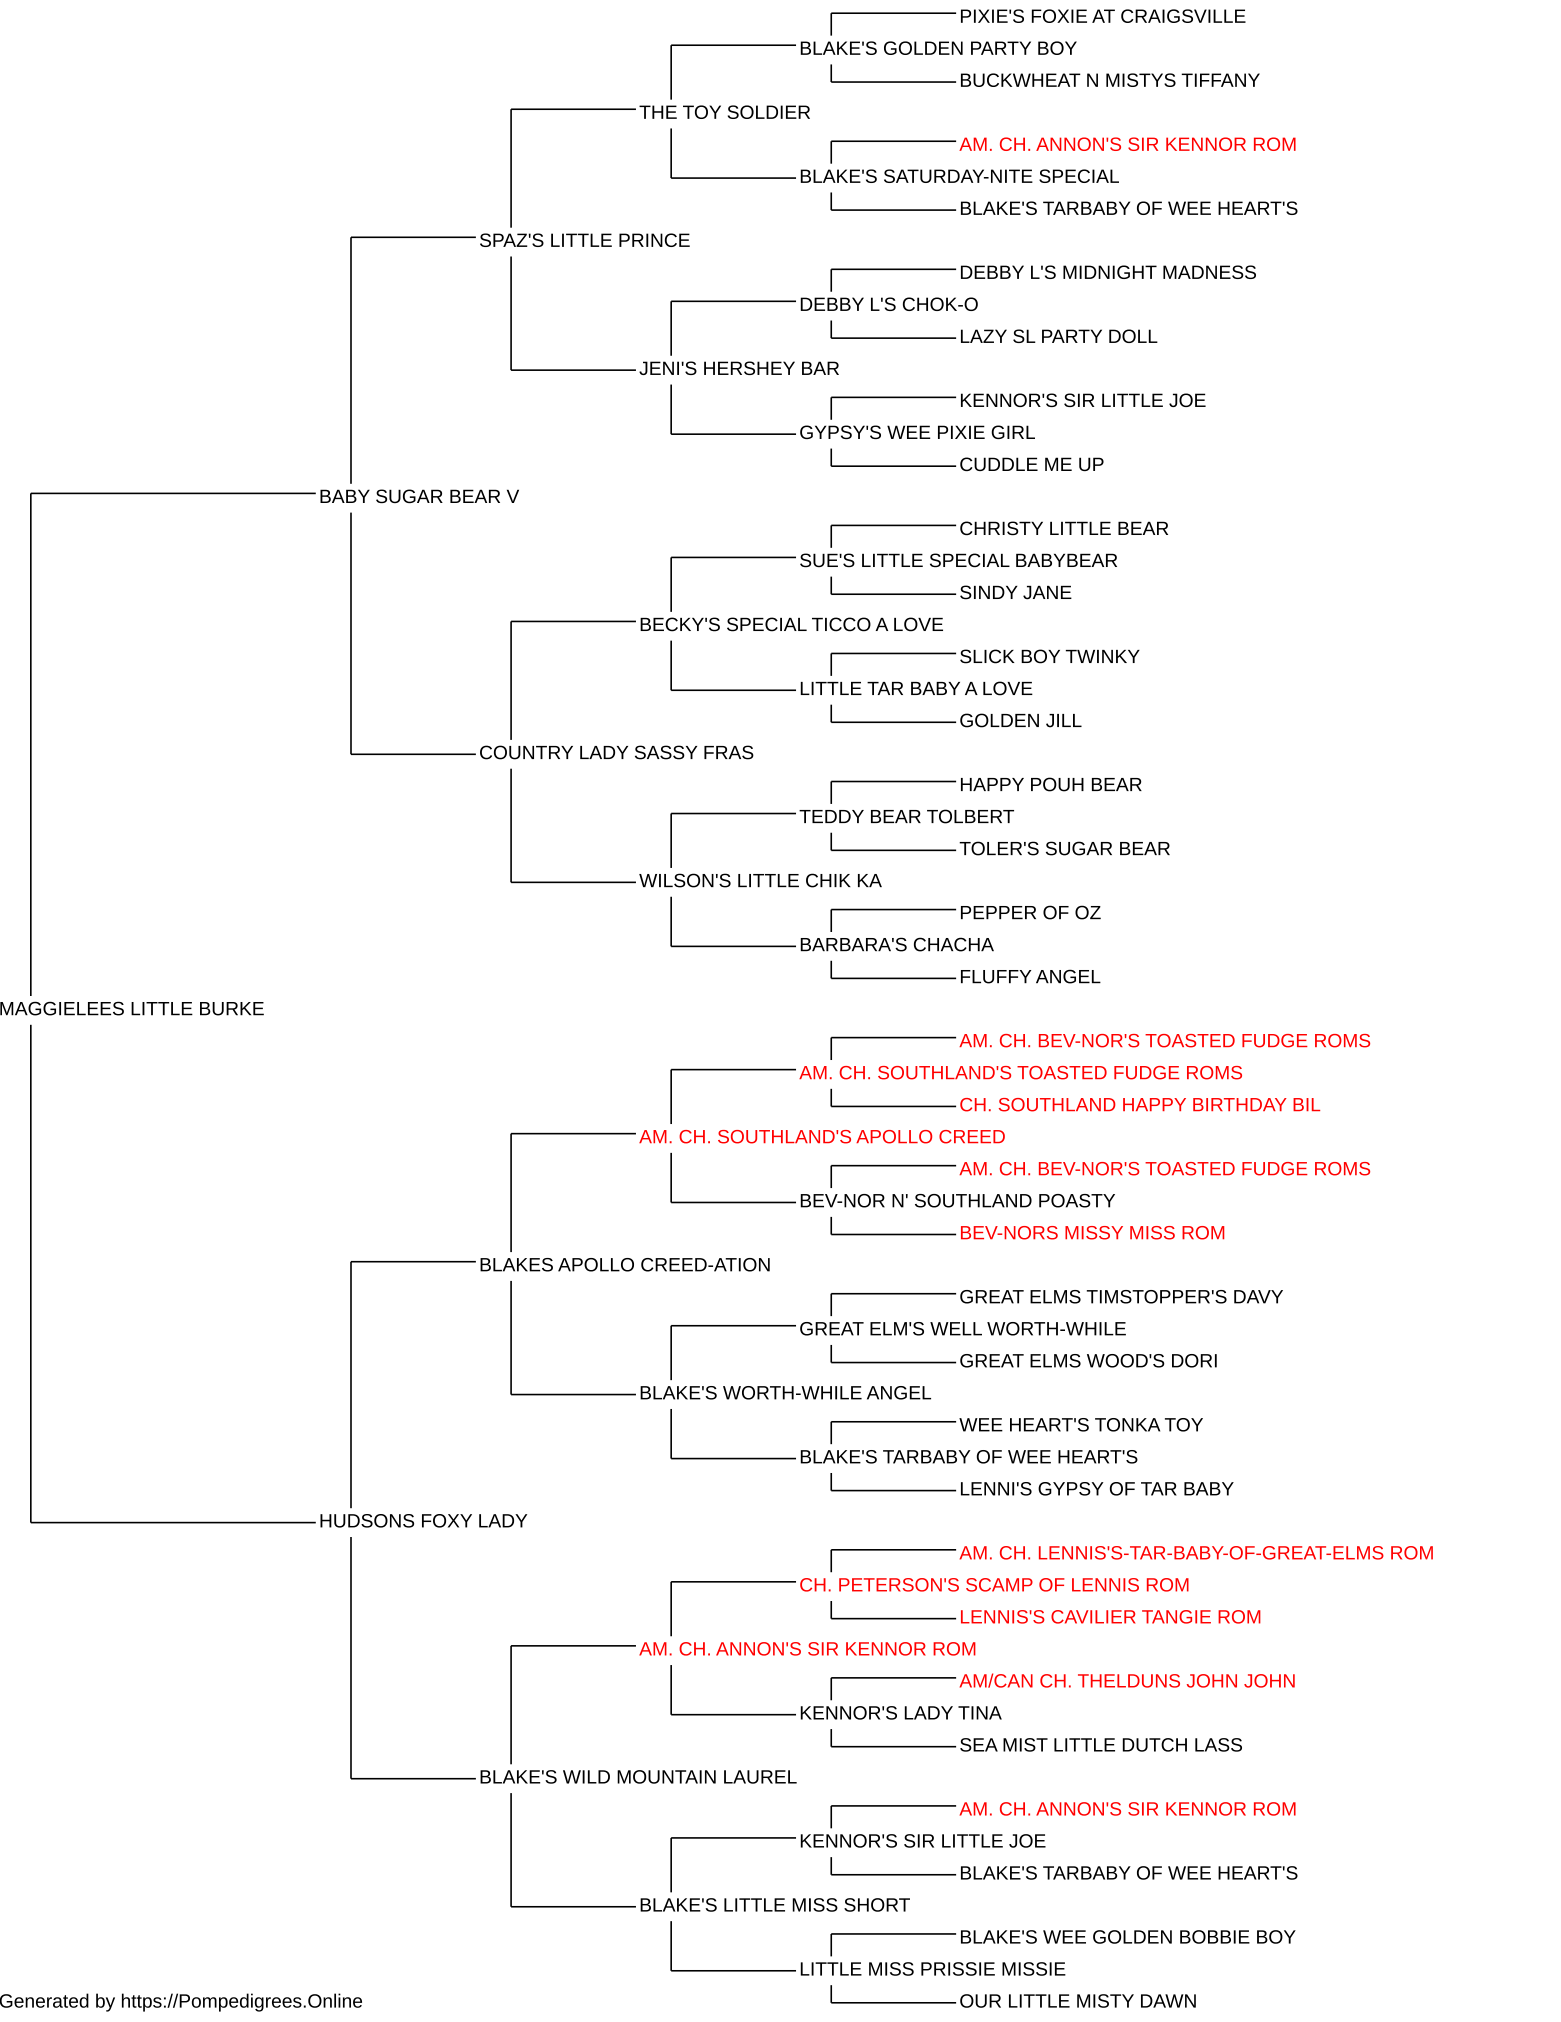 PIXIE'S FOXIE AT CRAIGSVILLE
BLAKE'S GOLDEN PARTY BOY
BUCKWHEAT N MISTYS TIFFANY
THE TOY SOLDIER
AM. CH. ANNON'S SIR KENNOR ROM
BLAKE'S SATURDAY-NITE SPECIAL
BLAKE'S TARBABY OF WEE HEART'S
SPAZ'S LITTLE PRINCE
DEBBY L'S MIDNIGHT MADNESS
DEBBY L'S CHOK-O
LAZY SL PARTY DOLL
JENI'S HERSHEY BAR
KENNOR'S SIR LITTLE JOE
GYPSY'S WEE PIXIE GIRL
CUDDLE ME UP
BABY SUGAR BEAR V
CHRISTY LITTLE BEAR
SUE'S LITTLE SPECIAL BABYBEAR
SINDY JANE
BECKY'S SPECIAL TICCO A LOVE
SLICK BOY TWINKY
LITTLE TAR BABY A LOVE
GOLDEN JILL
COUNTRY LADY SASSY FRAS
HAPPY POUH BEAR
TEDDY BEAR TOLBERT
TOLER'S SUGAR BEAR
WILSON'S LITTLE CHIK KA
PEPPER OF OZ
BARBARA'S CHACHA
FLUFFY ANGEL
MAGGIELEES LITTLE BURKE
AM. CH. BEV-NOR'S TOASTED FUDGE ROMS
AM. CH. SOUTHLAND'S TOASTED FUDGE ROMS
CH. SOUTHLAND HAPPY BIRTHDAY BIL
AM. CH. SOUTHLAND'S APOLLO CREED
AM. CH. BEV-NOR'S TOASTED FUDGE ROMS
BEV-NOR N' SOUTHLAND POASTY
BEV-NORS MISSY MISS ROM
BLAKES APOLLO CREED-ATION
GREAT ELMS TIMSTOPPER'S DAVY
GREAT ELM'S WELL WORTH-WHILE
GREAT ELMS WOOD'S DORI
BLAKE'S WORTH-WHILE ANGEL
WEE HEART'S TONKA TOY
BLAKE'S TARBABY OF WEE HEART'S
LENNI'S GYPSY OF TAR BABY
HUDSONS FOXY LADY
AM. CH. LENNIS'S-TAR-BABY-OF-GREAT-ELMS ROM
CH. PETERSON'S SCAMP OF LENNIS ROM
LENNIS'S CAVILIER TANGIE ROM
AM. CH. ANNON'S SIR KENNOR ROM
AM/CAN CH. THELDUNS JOHN JOHN
KENNOR'S LADY TINA
SEA MIST LITTLE DUTCH LASS
BLAKE'S WILD MOUNTAIN LAUREL
AM. CH. ANNON'S SIR KENNOR ROM
KENNOR'S SIR LITTLE JOE
BLAKE'S TARBABY OF WEE HEART'S
BLAKE'S LITTLE MISS SHORT
BLAKE'S WEE GOLDEN BOBBIE BOY
LITTLE MISS PRISSIE MISSIE
OUR LITTLE MISTY DAWN
Generated by https://Pompedigrees.Online